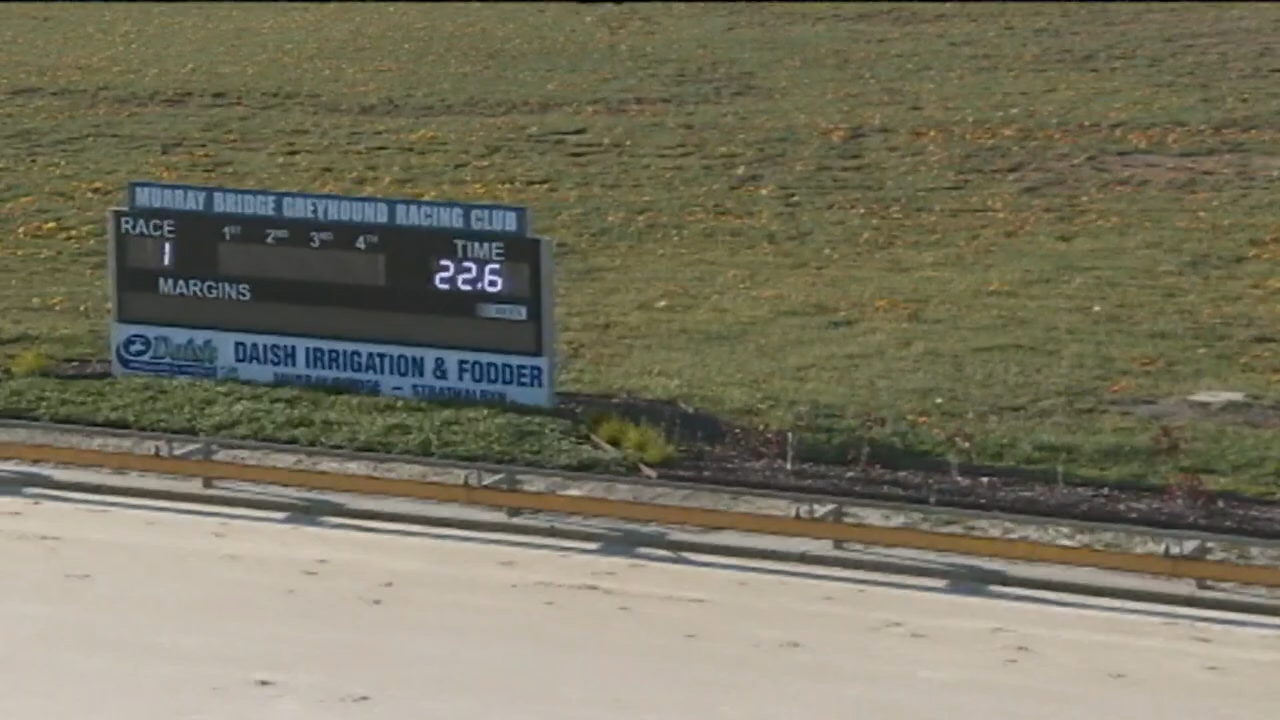 MURRAY BRIDGE GREYHOUND RACING CLUB
RACE 1ST 2ND 3RD 4TH TIME
1 22.6
MARGINS
Daish DAISH IRRIGATION & FODDER
MURRAY BRIDGE – STRATHALBYN